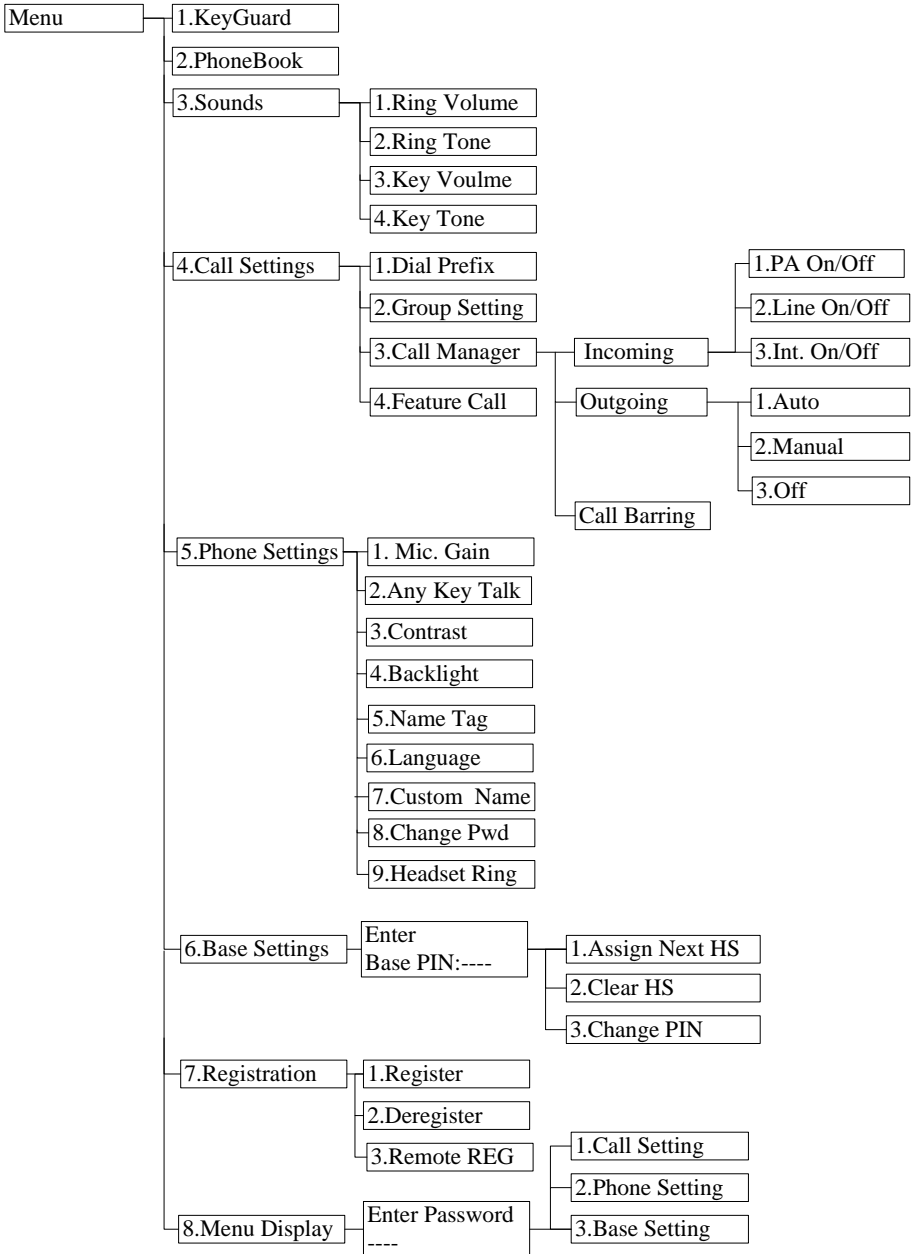 Menu
1.KeyGuard
2.PhoneBook
3.Sounds
1.Ring Volume
2.Ring Tone
3.Key Voulme
4.Key Tone
4.Call Settings
1.Dial Prefix
2.Group Setting
3.Call Manager
Incoming
1.PA On/Off
2.Line On/Off
3.Int. On/Off
Outgoing
1.Auto
2.Manual
3.Off
Call Barring
4.Feature Call
5.Phone Settings
1. Mic. Gain
2.Any Key Talk
3.Contrast
4.Backlight
5.Name Tag
6.Language
7.Custom  Name
8.Change Pwd
9.Headset Ring
6.Base Settings
Enter
Base PIN:----
1.Assign Next HS
2.Clear HS
3.Change PIN
7.Registration
1.Register
2.Deregister
3.Remote REG
8.Menu Display
Enter Password
----
1.Call Setting
2.Phone Setting
3.Base Setting